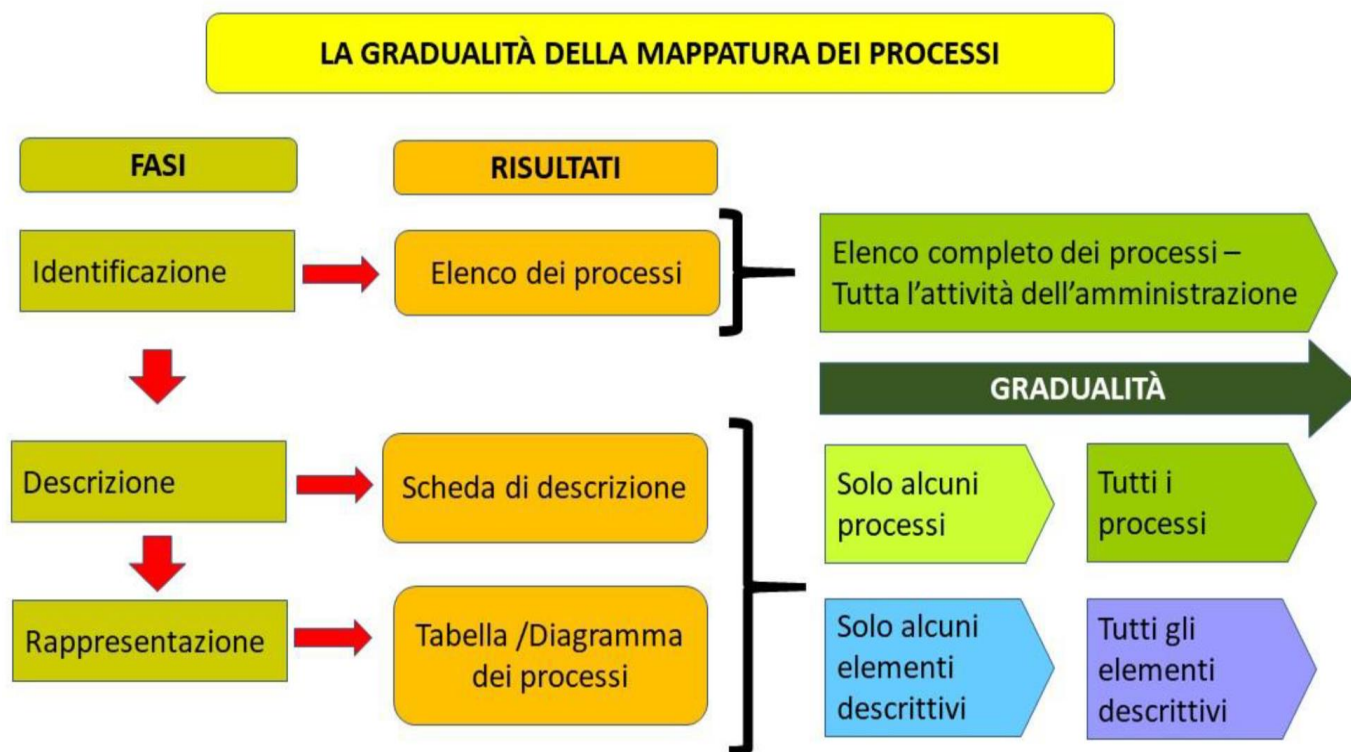 LA GRADUALITÀ DELLA MAPPATURA DEI PROCESSI
FASI
RISULTATI
Identificazione
Elenco dei processi
Elenco completo dei processi –
Tutta l’attività dell’amministrazione
GRADUALITÀ
Descrizione
Scheda di descrizione
Solo alcuni
processi
Tutti i
processi
Rappresentazione
Tabella /Diagramma
dei processi
Solo alcuni
elementi
descrittivi
Tutti gli
elementi
descrittivi